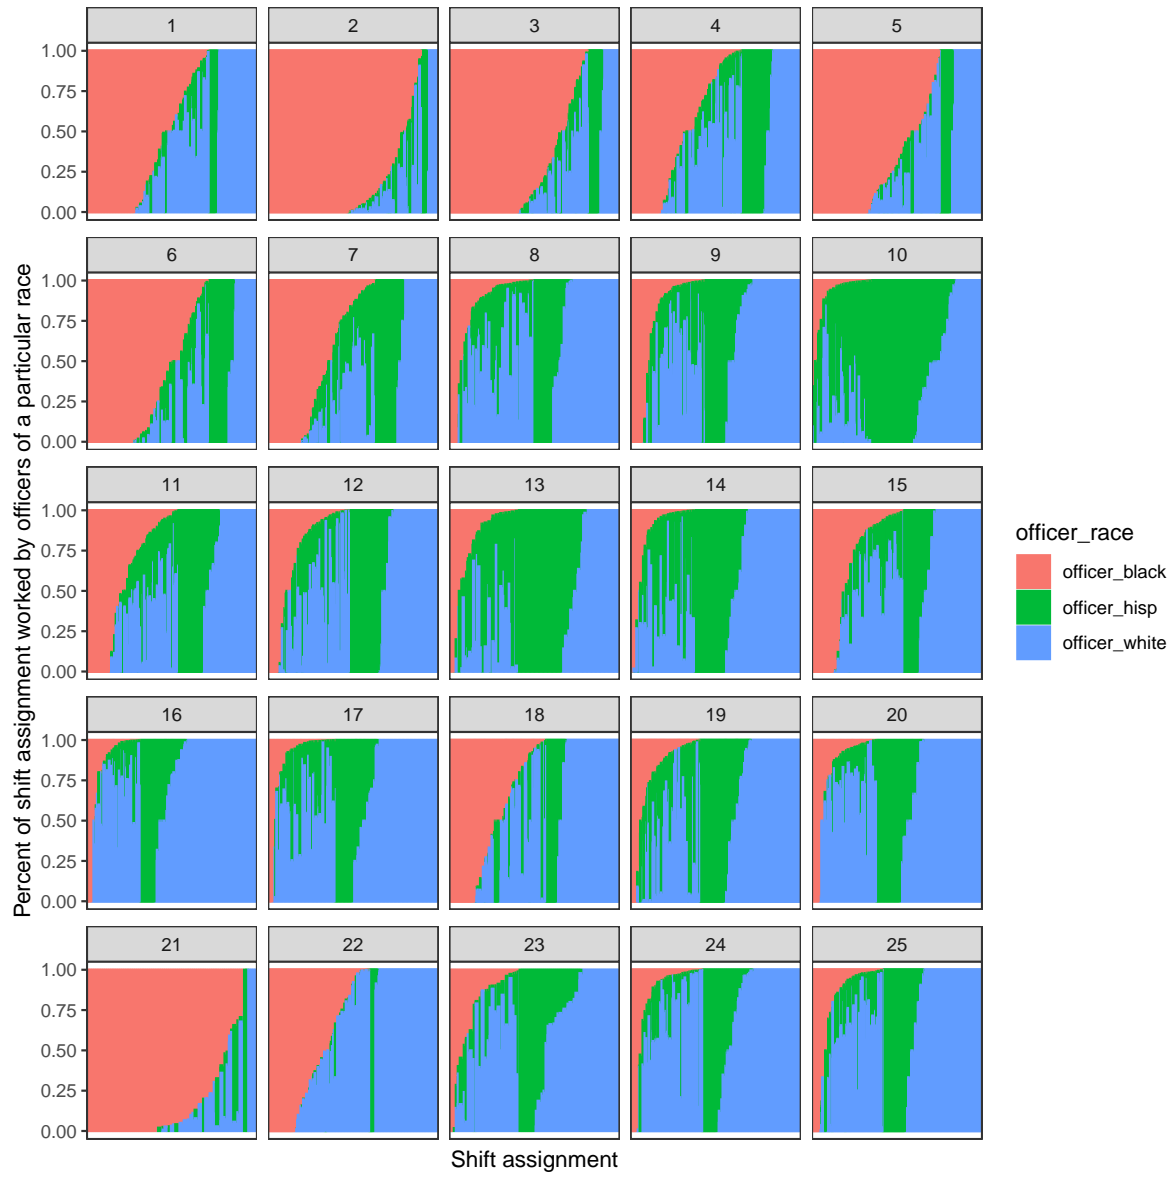 1 2 3 4 5
1.00
0.75
0.50
0.25
0.00
6 7 8 9 10
1.00
0.75
0.50
0.25
0.00
11 12 13 14 15
1.00
0.75
0.50
0.25
0.00
16 17 18 19 20
1.00
0.75
0.50
0.25
0.00
21 22 23 24 25
1.00
0.75
0.50
0.25
0.00
Percent of shift assignment worked by officers of a particular race
Shift assignment
officer_race
officer_black
officer_hisp
officer_white